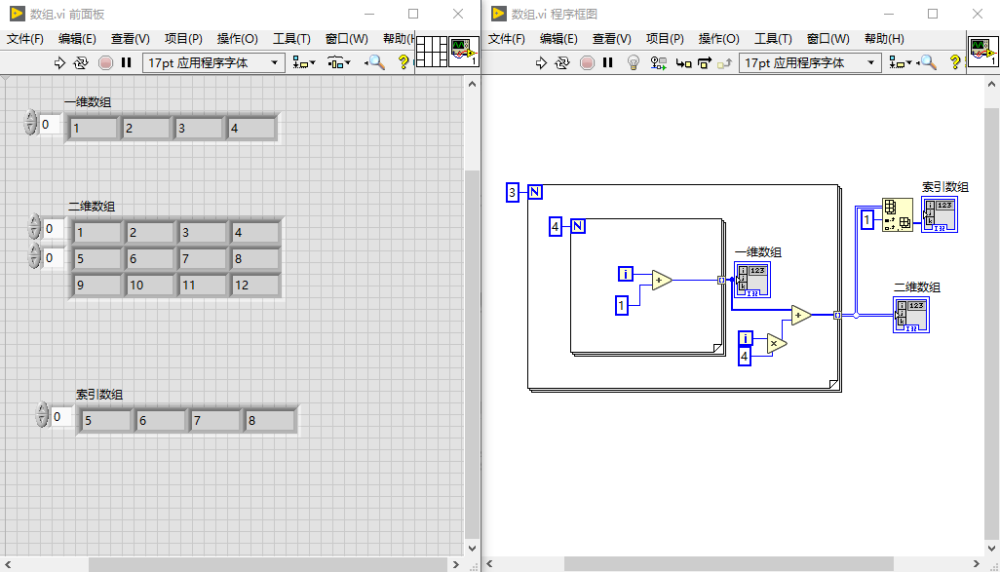 数组.vi 前面板
文件(F) 编辑(E) 查看(V) 项目(P) 操作(O) 工具(T) 窗口(W) 帮助(H
17pt 应用程序字体
?
1
一维数组
0 1 2 3 4
二维数组
0 1 2 3 4
0 5 6 7 8
9 10 11 12
索引数组
0 5 6 7 8
数组.vi 程序框图
文件(F) 编辑(E) 查看(V) 项目(P) 操作(O) 工具(T) 窗口(W) 帮助(H)
17pt 应用程序字体
?
1
3 N
4 N
i
+
1
一维数组
i 123
j
k
I32
+
i
×
4
索引数组
1
i 123
j
k
I32
二维数组
i 123
j
k
I32